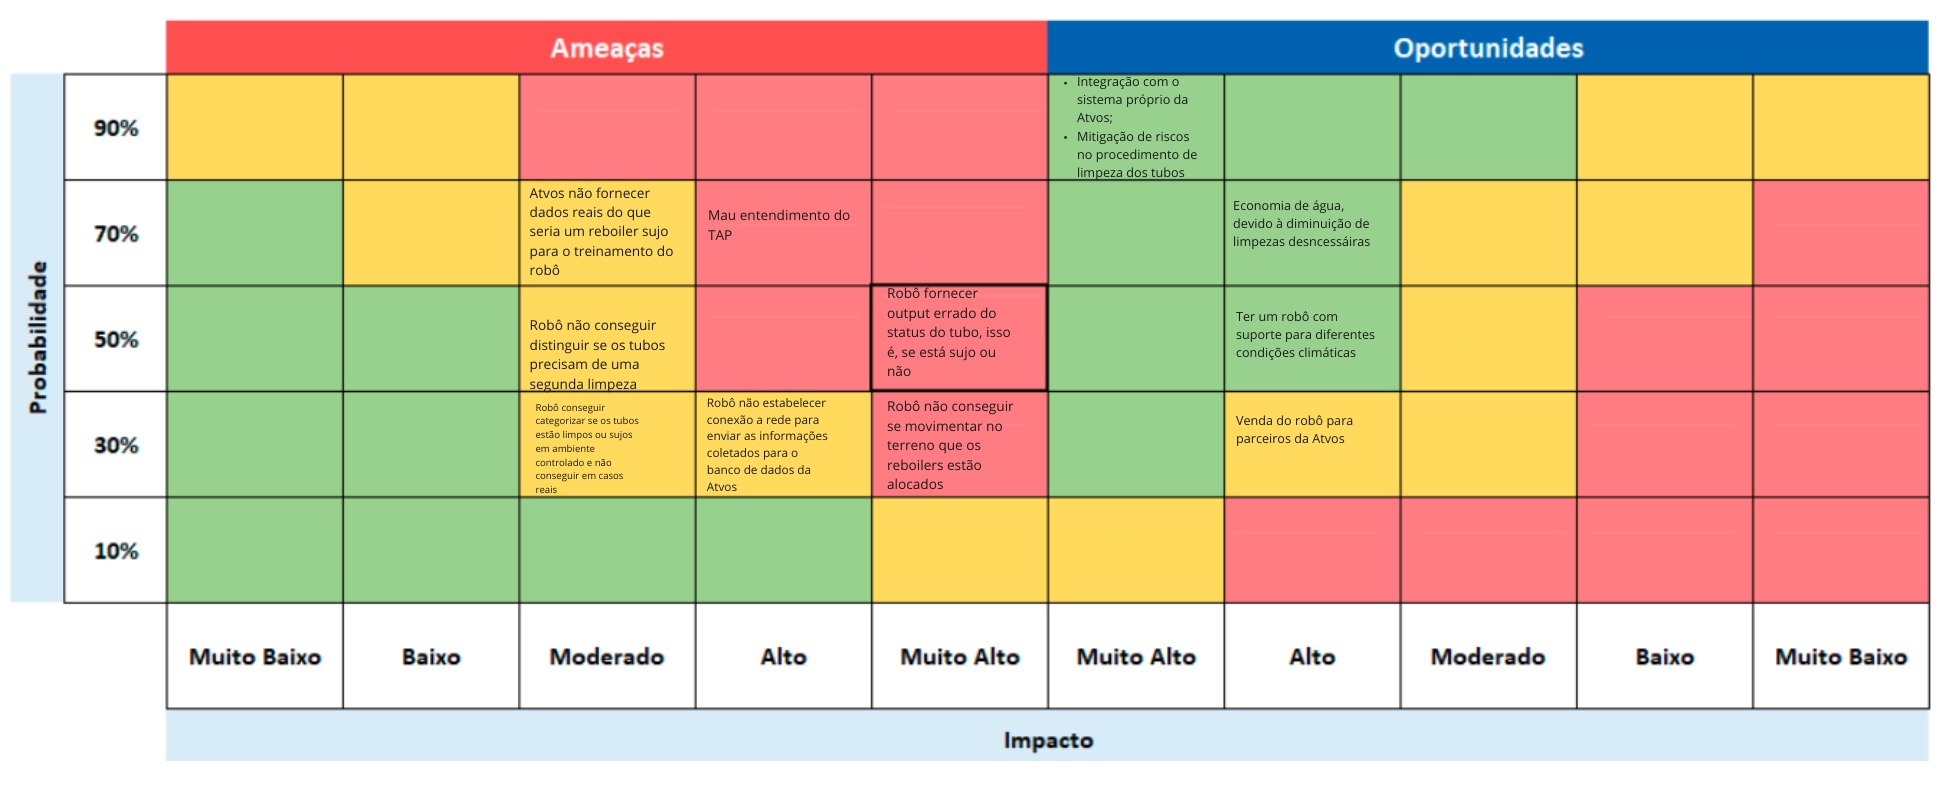 Ameaças
Oportunidades
Probabilidade
90%
• Integração com o
sistema próprio da
Atvos;
• Mitigação de riscos
no procedimento de
limpeza dos tubos
70%
Atvos não fornecer
dados reais do que
seria um reboiler sujo
para o treinamento do
robô
Mau entendimento do
TAP
Economia de água,
devido à diminuição de
limpezas desncessáiras
50%
Robô não conseguir
distinguir se os tubos
precisam de uma
segunda limpeza
Robô fornecer
output errado do
status do tubo, isso
é, se está sujo ou
não
Ter um robô com
suporte para diferentes
condições climáticas
30%
Robô conseguir
categorizar se os tubos
estão limpos ou sujos
em ambiente
controlado e não
conseguir em casos
reais
Robô não estabelecer
conexão a rede para
enviar as informações
coletados para o
banco de dados da
Atvos
Robô não conseguir
se movimentar no
terreno que os
reboilers estão
alocados
Venda do robô para
parceiros da Atvos
10%
Muito Baixo
Baixo
Moderado
Alto
Muito Alto
Muito Alto
Alto
Moderado
Baixo
Muito Baixo
Impacto